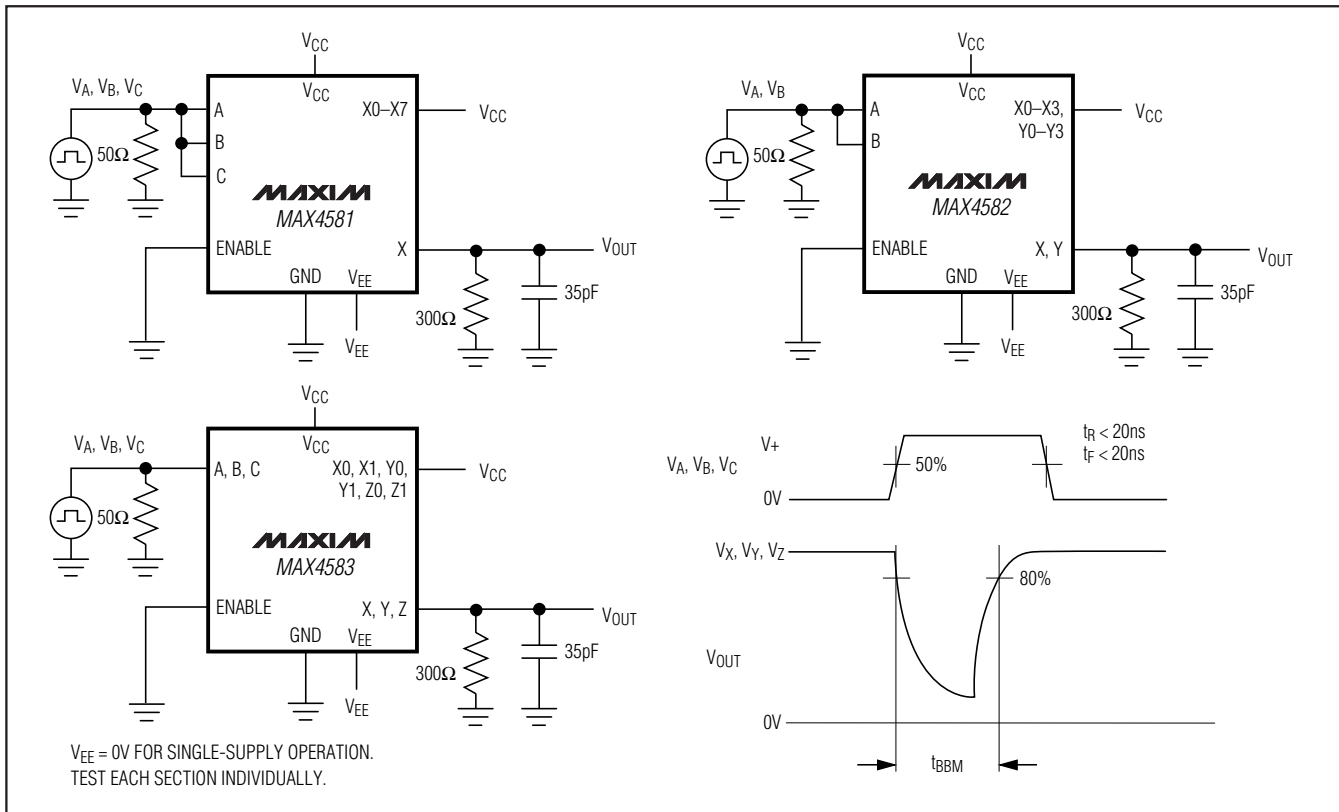 VCC
VA, VB, VC
VCC
A
X0–X7
VCC
B
50Ω
C
MAXIM
MAX4581
ENABLE
X
VOUT
GND
VEE
300Ω
35pF
VEE
VCC
VA, VB
VCC
A
X0–X3,
Y0–Y3
VCC
B
50Ω
MAXIM
MAX4582
ENABLE
X, Y
VOUT
GND
VEE
300Ω
35pF
VEE
VCC
VA, VB, VC
VCC
A, B, C
X0, X1, Y0,
Y1, Z0, Z1
VCC
50Ω
MAXIM
MAX4583
ENABLE
X, Y, Z
VOUT
GND
VEE
300Ω
35pF
VEE
V+
tR < 20ns
tF < 20ns
VA, VB, VC
50%
0V
VX, VY, VZ
80%
VOUT
0V
tBBM
VEE = 0V FOR SINGLE-SUPPLY OPERATION.
TEST EACH SECTION INDIVIDUALLY.